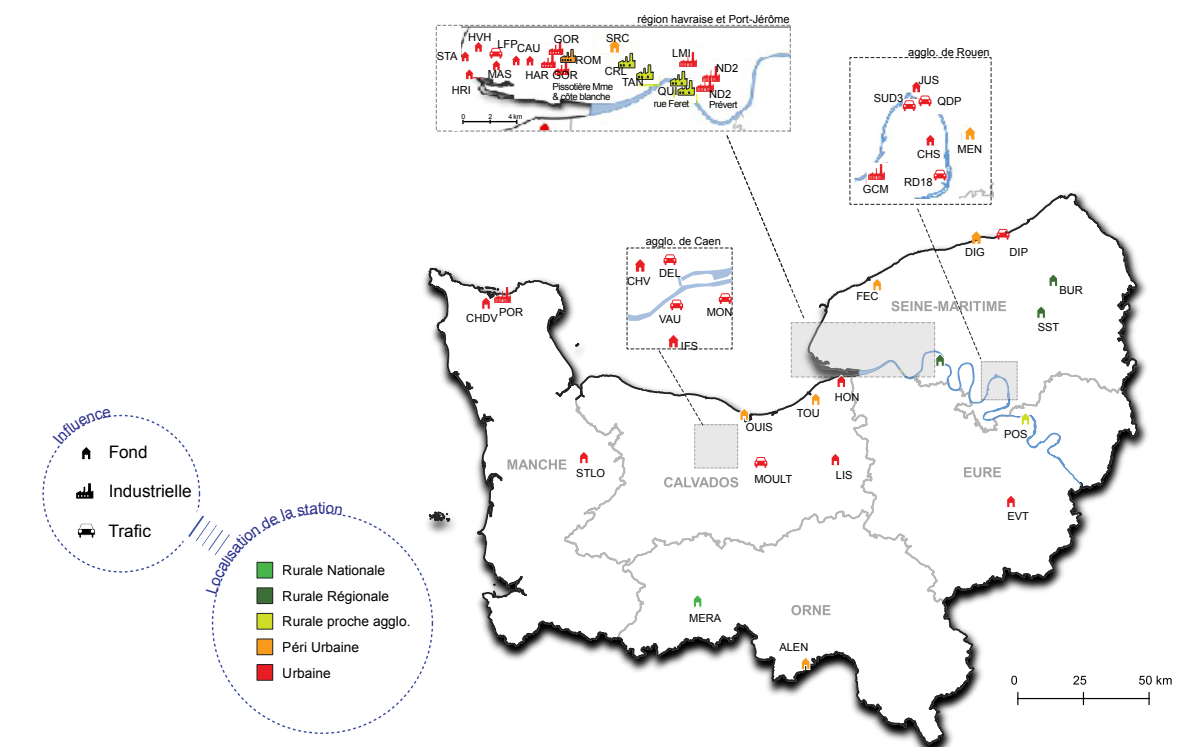 région havraise et Port-Jérôme
HVH
LFP
CAU
GOR
SRC
STA
ROM
LMI
ND2
MAS
HAR
GOR
CRL
TAN
HRI
Pissotière Mme
& côte blanche
QUI
rue Feret
ND2
Prévert
0 2 4 km
agglo. de Rouen
JUS
SUD3
QDP
CHS
MEN
GCM
RD18
agglo. de Caen
CHV
DEL
VAU
MON
IFS
DIG
DIP
FEC
BUR
SEINE-MARITIME
SST
CHDV
POR
HON
TOU
OUIS
POS
MANCHE
STLO
CALVADOS
MOULT
LIS
EURE
EVT
ORNE
MERA
ALEN
0 25 50 km
Influence
Fond
Industrielle
Trafic
Localisation de la station
Rurale Nationale
Rurale Régionale
Rurale proche agglo.
Péri Urbaine
Urbaine